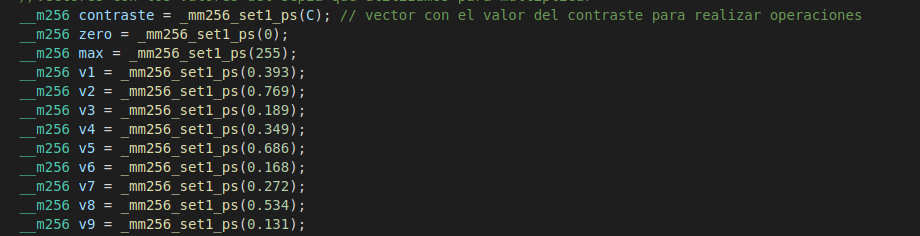 __m256 contraste = _mm256_set1_ps(C); // vector con el valor del contraste para realizar operaciones
__m256 zero = _mm256_set1_ps(0);
__m256 max = _mm256_set1_ps(255);
__m256 v1 = _mm256_set1_ps(0.393);
__m256 v2 = _mm256_set1_ps(0.769);
__m256 v3 = _mm256_set1_ps(0.189);
__m256 v4 = _mm256_set1_ps(0.349);
__m256 v5 = _mm256_set1_ps(0.686);
__m256 v6 = _mm256_set1_ps(0.168);
__m256 v7 = _mm256_set1_ps(0.272);
__m256 v8 = _mm256_set1_ps(0.534);
__m256 v9 = _mm256_set1_ps(0.131);